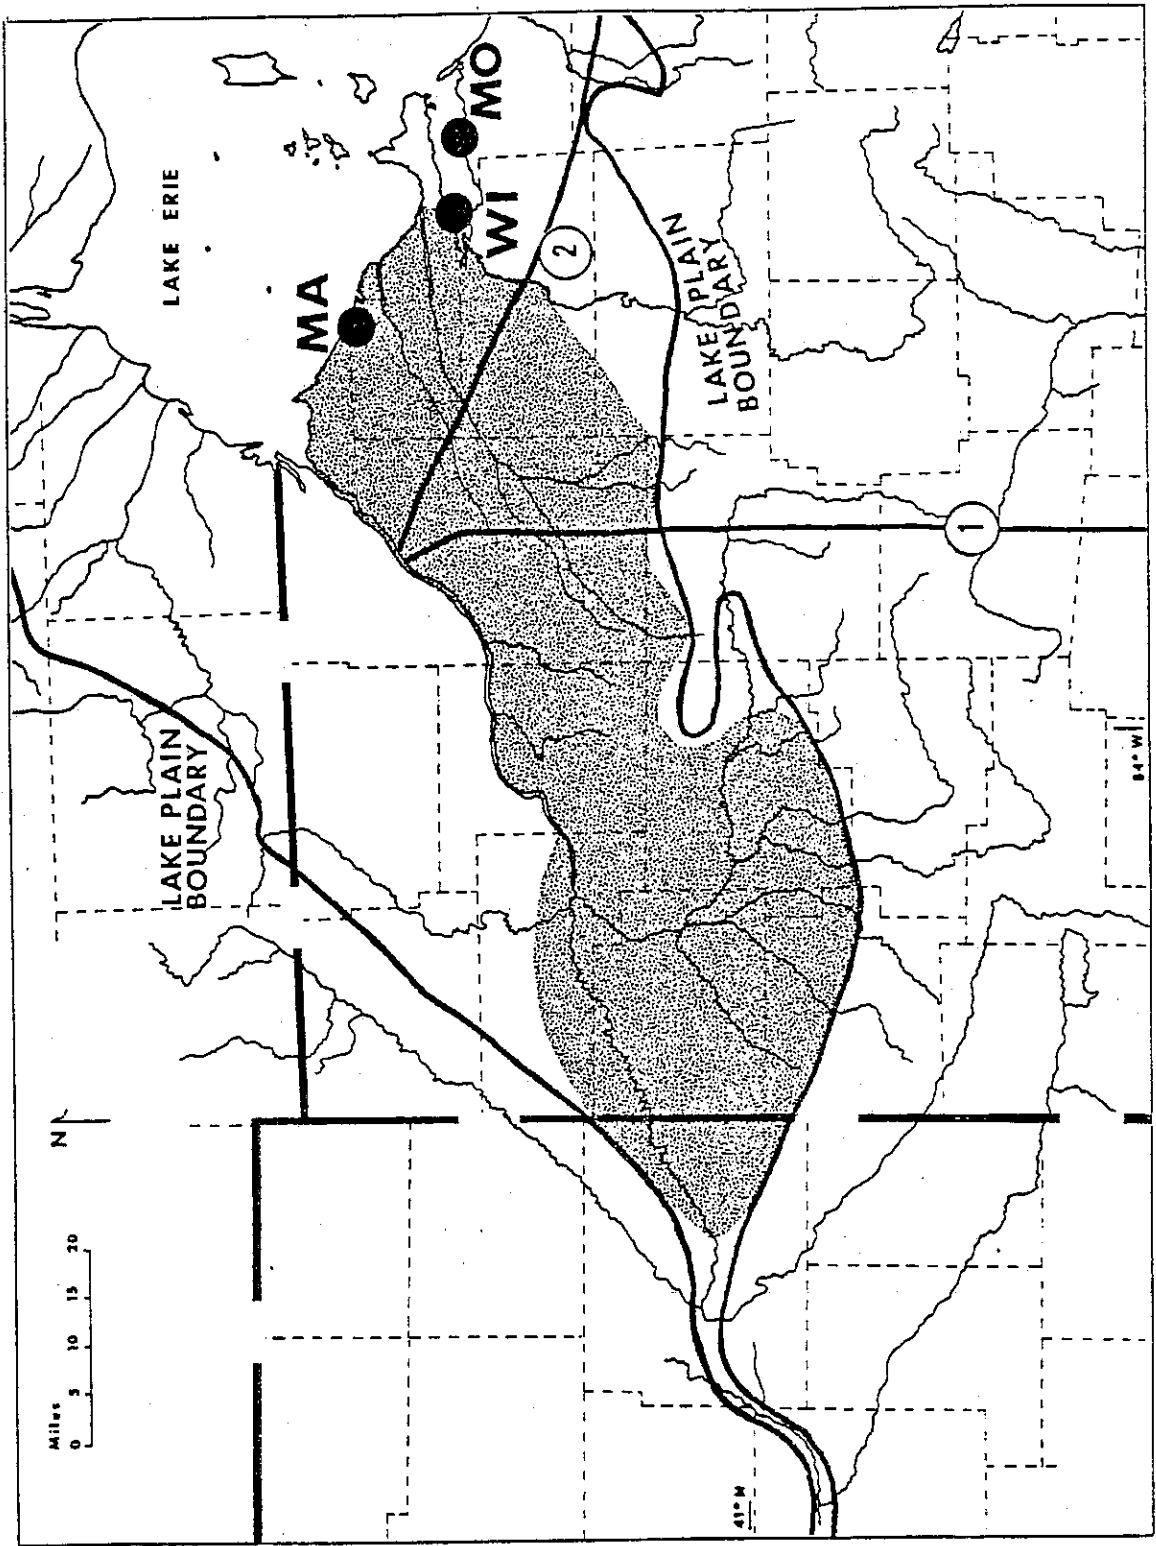 N
Miles
0 5 10 15 20
LAKE PLAIN
BOUNDARY
LAKE ERIE
MA
WI
MO
2
LAKE PLAIN
BOUNDARY
1
41° N
84° W